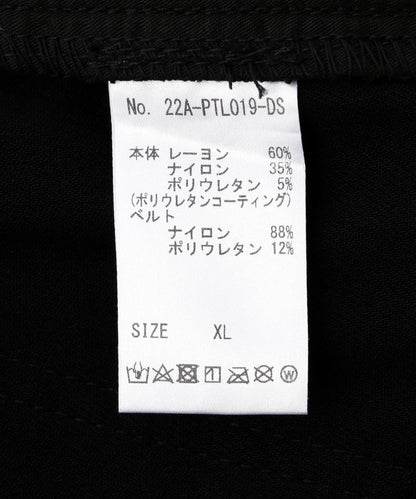 No. 22A-PTL019-DS
本体 レーヨン 60%
ナイロン 35%
ポリウレタン 5%
(ポリウレタンコーティング)
ベルト
ナイロン 88%
ポリウレタン 12%
SIZE XL
1 W